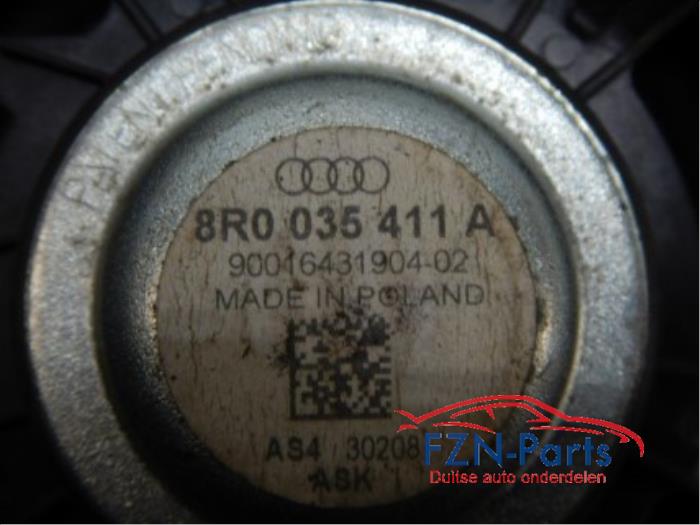 PATENT PENDING
8R0 035 411 A
90016431904-02
MADE IN POLAND
AS4 30208
ASK
FZN-Parts
Duitse auto onderdelen